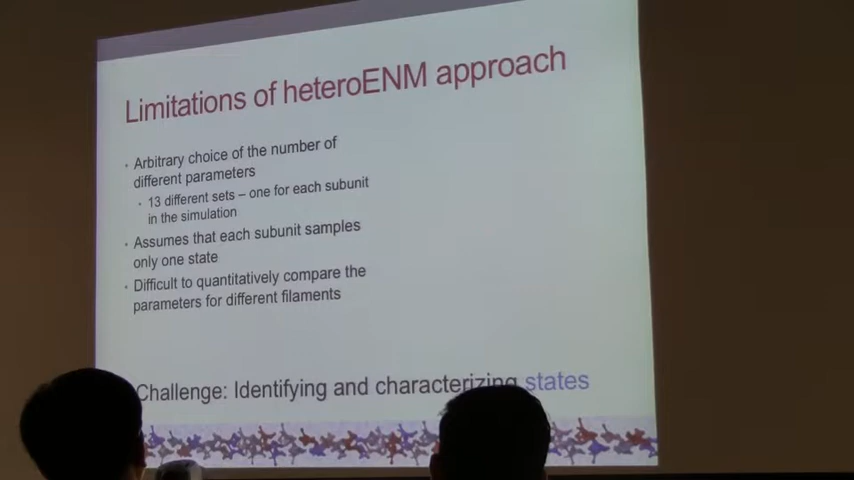 Limitations of heteroENM approach
• Arbitrary choice of the number of
different parameters
• 13 different sets – one for each subunit
in the simulation
• Assumes that each subunit samples
only one state
• Difficult to quantitatively compare the
parameters for different filaments
Challenge: Identifying and characterizing states